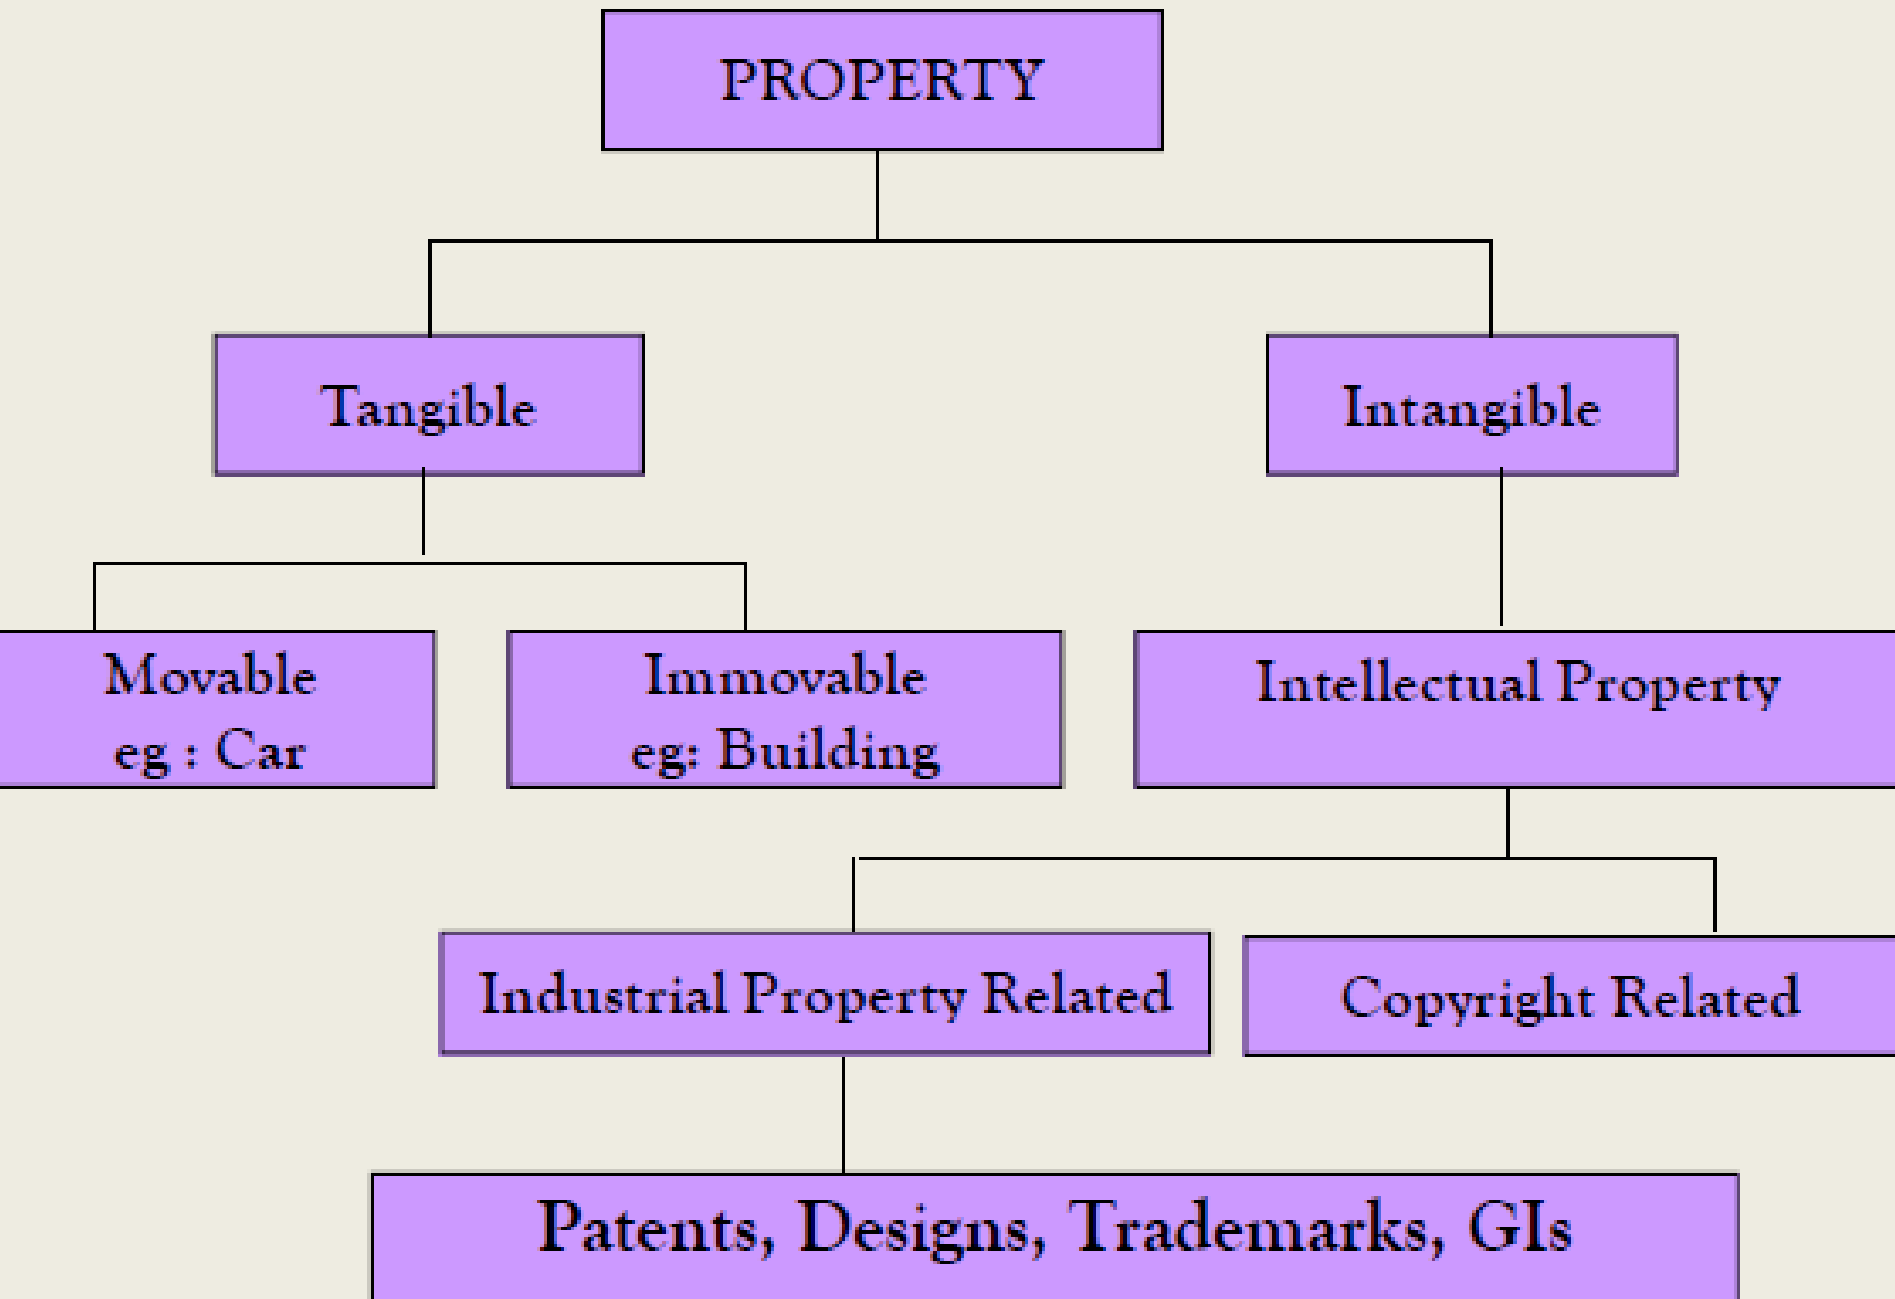 PROPERTY
Tangible
Intangible
Movable
eg : Car
Immovable
eg: Building
Intellectual Property
Industrial Property Related
Copyright Related
Patents, Designs, Trademarks, GIs